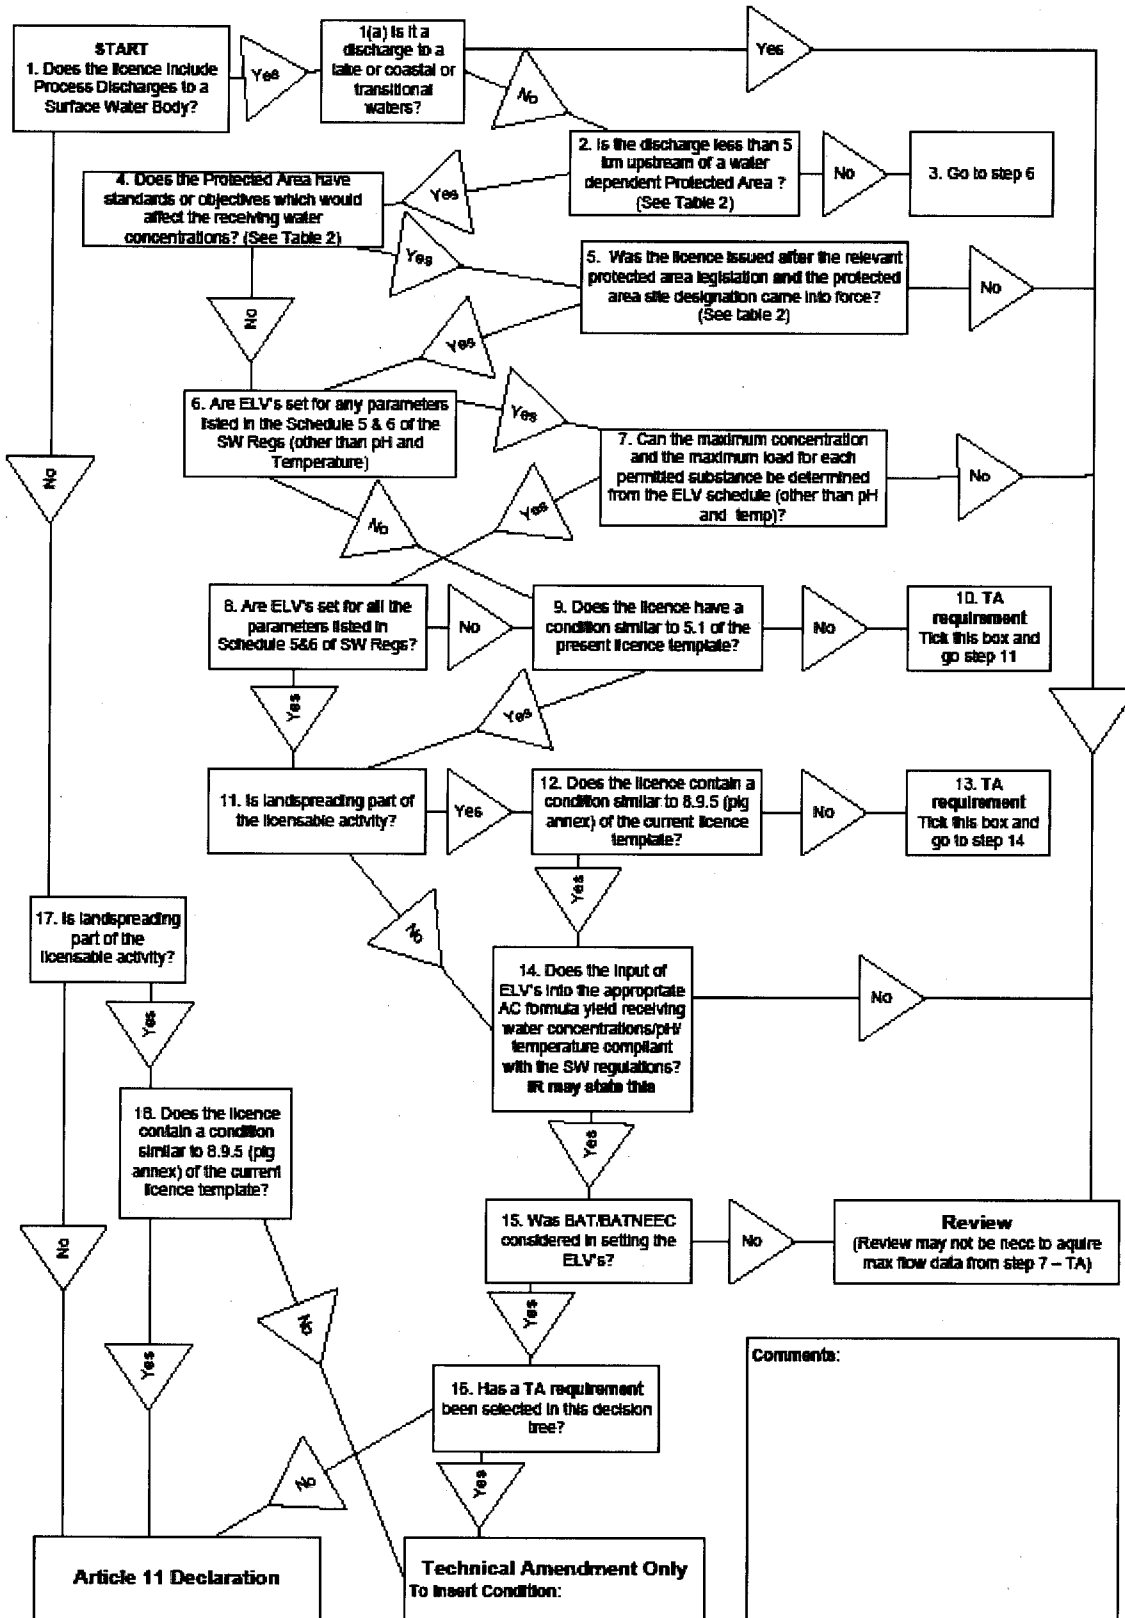 START
1. Does the licence include
Process Discharges to a
Surface Water Body?
Yes
1(a) Is it a
discharge to a
lake or coastal or
transitional
waters?
Yes
No
2. Is the discharge less than 5
km upstream of a water
dependent Protected Area ?
(See Table 2)
No
3. Go to step 6
Yes
4. Does the Protected Area have
standards or objectives which would
affect the receiving water
concentrations? (See Table 2)
Yes
No
5. Was the licence issued after the relevant
protected area legislation and the protected
area site designation came into force?
(See table 2)
No
Yes
6. Are ELV's set for any parameters
listed in the Schedule 5 & 6 of the
SW Regs (other than pH and
Temperature)
Yes
No
7. Can the maximum concentration
and the maximum load for each
permitted substance be determined
from the ELV schedule (other than pH
and temp)?
No
Yes
No
8. Are ELV's set for all the
parameters listed in
Schedule 5&6 of SW Regs?
No
9. Does the licence have a
condition similar to 5.1 of the
present licence template?
No
10. TA
requirement
Tick this box and
go step 11
Yes
Yes
11. Is landspreading part of
the licensable activity?
Yes
12. Does the licence contain a
condition similar to 8.9.5 (pig
annex) of the current licence
template?
No
13. TA
requirement
Tick this box and
go to step 14
No
Yes
14. Does the input of
ELV's into the appropriate
AC formula yield receiving
water concentrations/pH/
temperature compliant
with the SW regulations?
IR may state this
No
Yes
17. Is landspreading
part of the
licensable activity?
Yes
No
18. Does the licence
contain a condition
similar to 8.9.5 (pig
annex) of the current
licence template?
No
Yes
15. Was BAT/BATNEEC
considered in setting the
ELV's?
No
Review
(Review may not be necc to aquire
max flow data from step 7 – TA)
Yes
16. Has a TA requirement
been selected in this decision
tree?
No
Yes
Article 11 Declaration
Technical Amendment Only
To Insert Condition:
Comments: